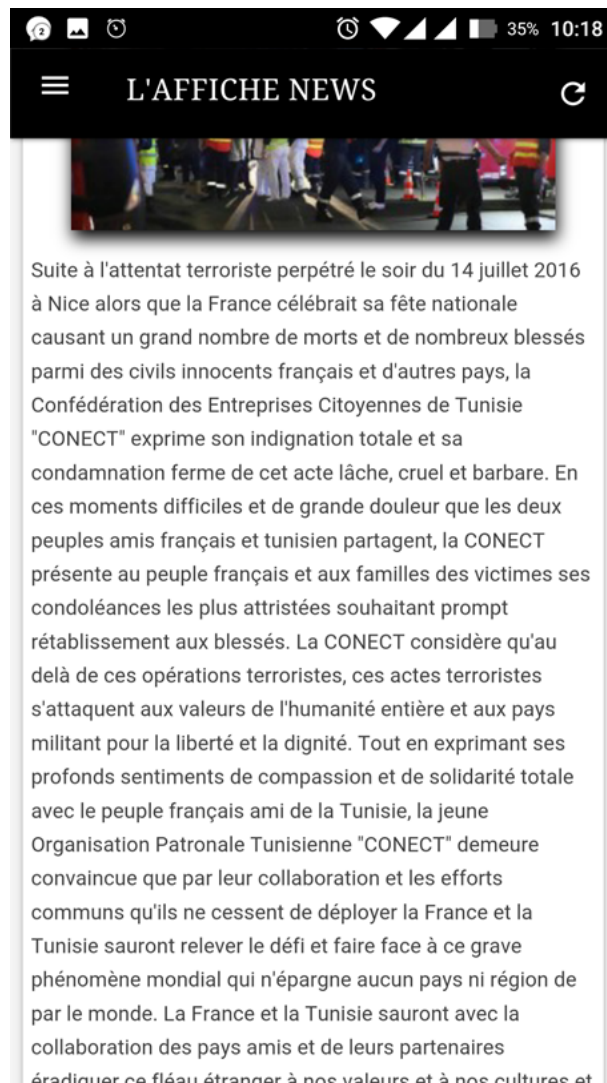 2
35% 10:18
L'AFFICHE NEWS
Suite à l'attentat terroriste perpétré le soir du 14 juillet 2016
à Nice alors que la France célébrait sa fête nationale
causant un grand nombre de morts et de nombreux blessés
parmi des civils innocents français et d'autres pays, la
Confédération des Entreprises Citoyennes de Tunisie
"CONECT" exprime son indignation totale et sa
condamnation ferme de cet acte lâche, cruel et barbare. En
ces moments difficiles et de grande douleur que les deux
peuples amis français et tunisien partagent, la CONECT
présente au peuple français et aux familles des victimes ses
condoléances les plus attristées souhaitant prompt
rétablissement aux blessés. La CONECT considère qu'au
delà de ces opérations terroristes, ces actes terroristes
s'attaquent aux valeurs de l'humanité entière et aux pays
militant pour la liberté et la dignité. Tout en exprimant ses
profonds sentiments de compassion et de solidarité totale
avec le peuple français ami de la Tunisie, la jeune
Organisation Patronale Tunisienne "CONECT" demeure
convaincue que par leur collaboration et les efforts
communs qu'ils ne cessent de déployer la France et la
Tunisie sauront relever le défi et faire face à ce grave
phénomène mondial qui n'épargne aucun pays ni région de
par le monde. La France et la Tunisie sauront avec la
collaboration des pays amis et de leurs partenaires
éradiquer ce fléau étranger à nos valeurs et à nos cultures et